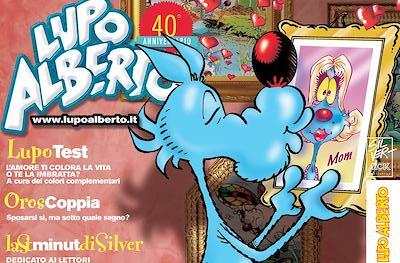 LUPO
ALBERTO
40°
ANNIVERSARIO
www.lupoalberto.it
LupoTest
L'AMORE TI COLORA LA VITA
O TE LA IMBRATTA?
A cura dei colori complementari
OrosCoppia
Sposarsi sì, ma sotto quale segno?
lastminutdiSilver
DEDICATO AI LETTORI
Mom
SILVER
LUPO ALBERTO